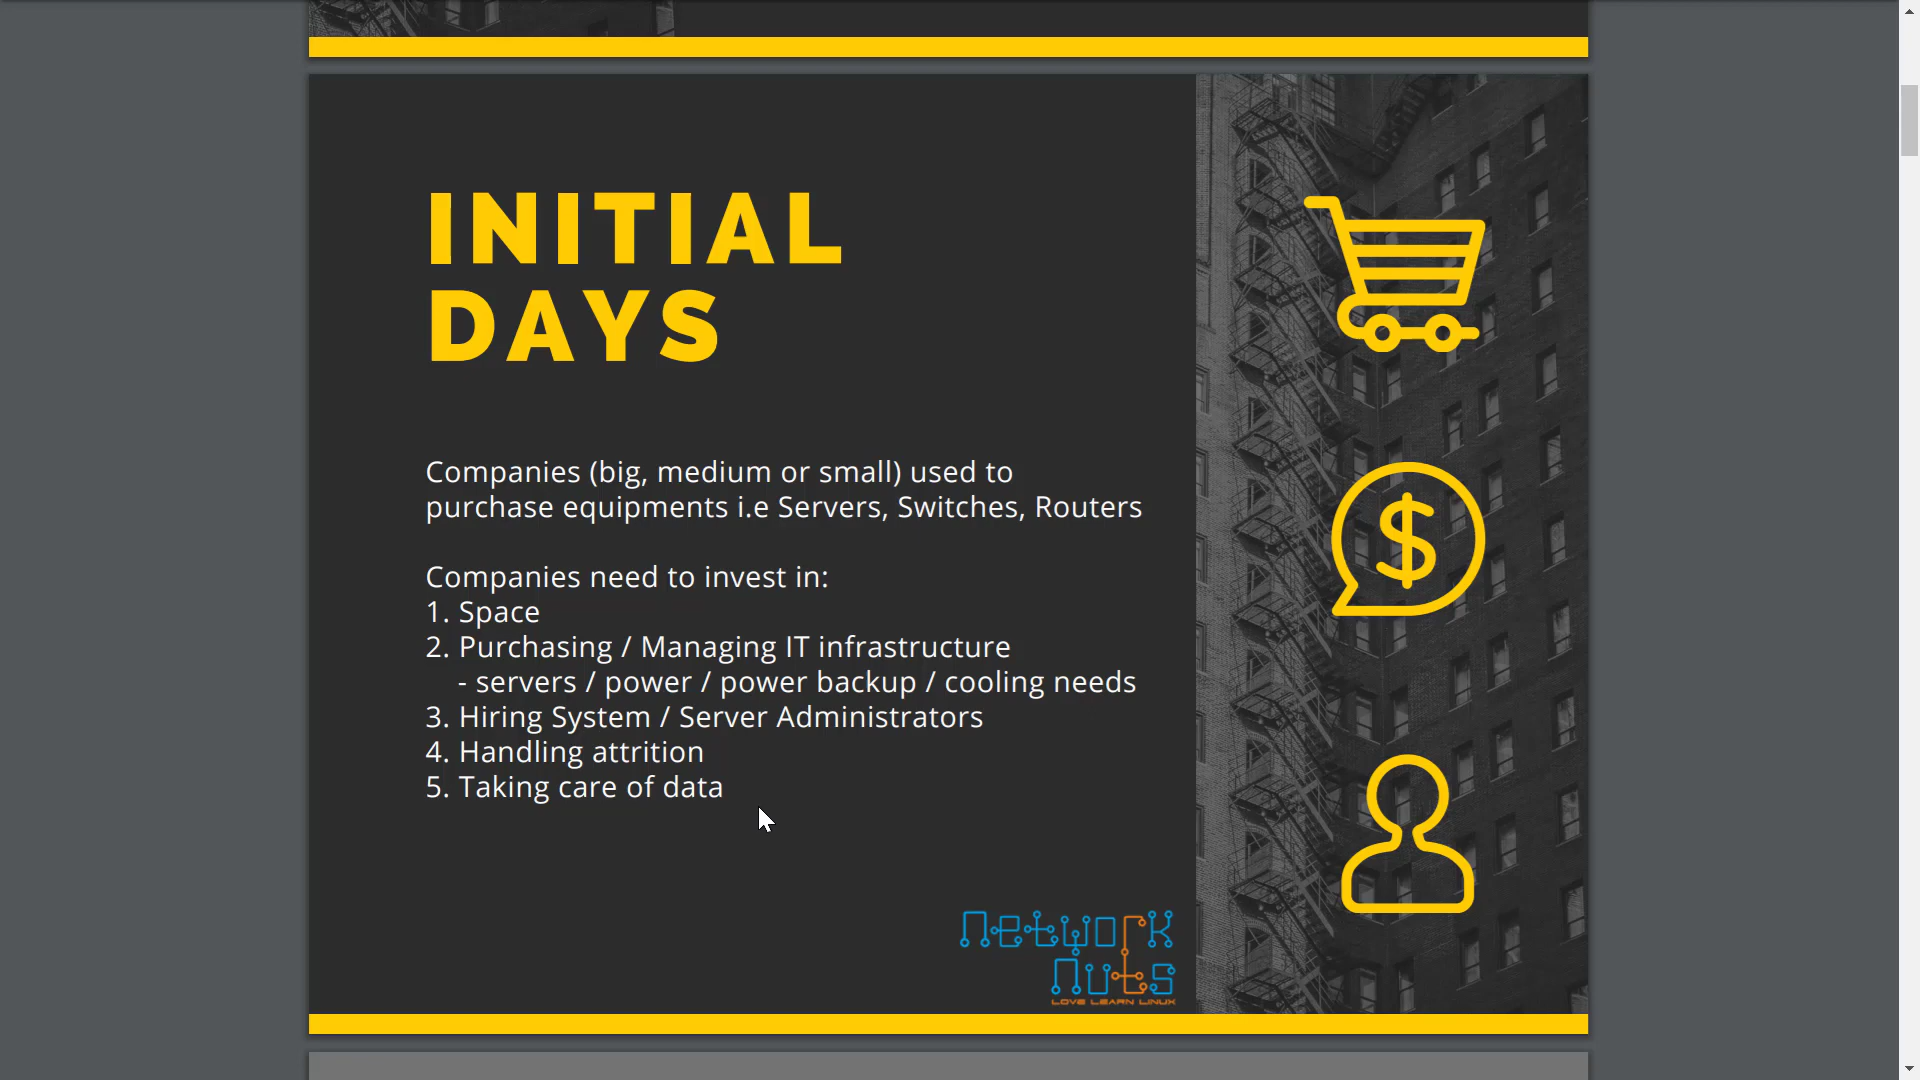 INITIAL
DAYS
Companies (big, medium or small) used to
purchase equipments i.e Servers, Switches, Routers
Companies need to invest in:
1. Space
2. Purchasing / Managing IT infrastructure
- servers / power / power backup / cooling needs
3. Hiring System / Server Administrators
4. Handling attrition
5. Taking care of data
network
nuts
LOVE LEARN LINUX